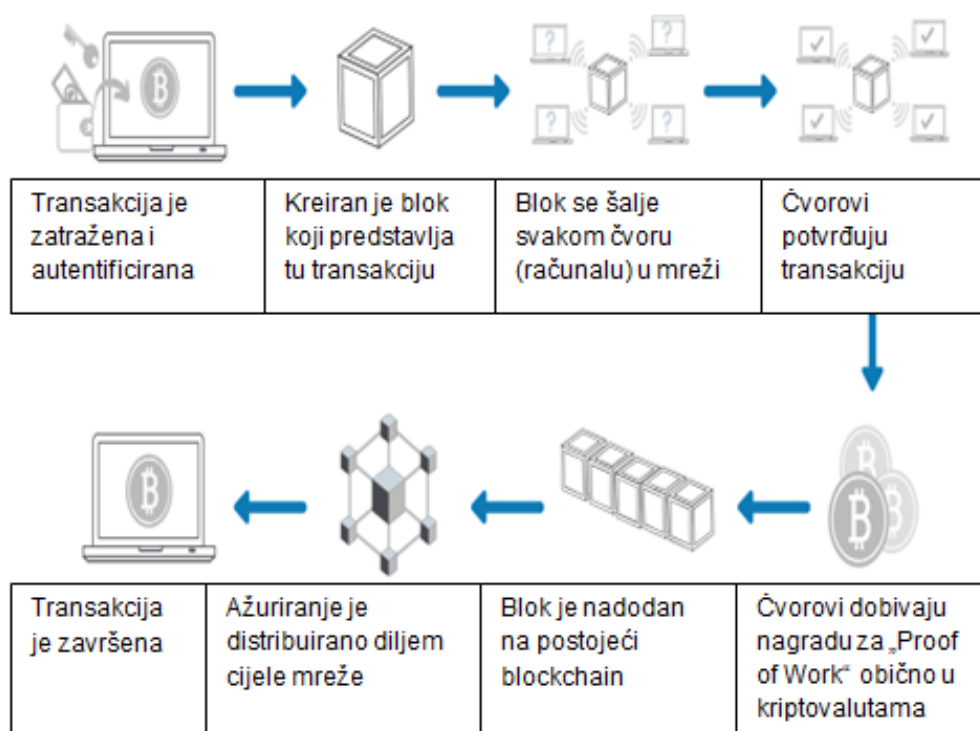 Transakcija je
zatražena i
autentificirana
Kreiran je blok
koji predstavlja
tu transakciju
Blok se šalje
svakom čvoru
(računalu) u mreži
Čvorovi
potvrđuju
transakciju
? ?
? ?
Transakcija
je završena
Ažuriranje je
distribuirano diljem
cijele mreže
Blok je nadodan
na postojeći
blockchain
Čvorovi dobivaju
nagradu za „Proof
of Work“ obično u
kriptovalutama